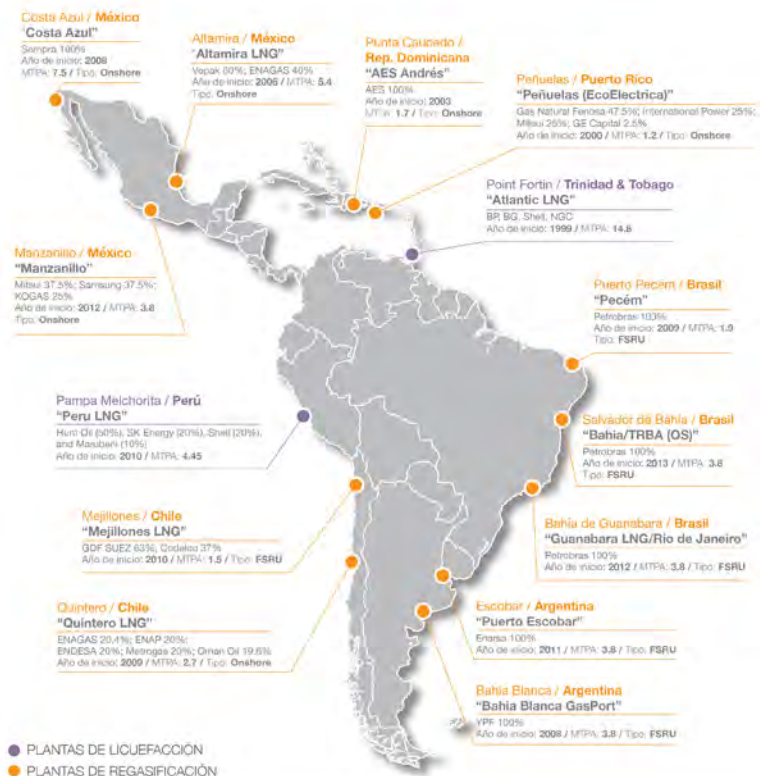 Costa Azul / México
"Costa Azul"
Sempra 100%
Año de inicio: 2008
MTPA: 7.5 / Tipo: Onshore
Altamira / México
"Altamira LNG"
Vopak 60%; ENAGAS 40%
Año de inicio: 2006 / MTPA: 5.4
Tipo: Onshore
Punta Caucedo /
Rep. Dominicana
"AES Andrés"
AES 100%
Año de inicio: 2003
MTPA: 1.7 / Tipo: Onshore
Peñuelas / Puerto Rico
"Peñuelas (EcoElectrica)"
Gas Natural Fenosa 47.5%; International Power 25%;
Mitsui 25%; GE Capital 2.5%
Año de inicio: 2000 / MTPA: 1.2 / Tipo: Onshore
Point Fortin / Trinidad & Tobago
"Atlantic LNG"
BP, BG, Shell, NGC
Año de inicio: 1999 / MTPA: 14.8
Manzanillo / México
"Manzanillo"
Mitsui 37.5%; Samsung 37.5%;
KOGAS 25%
Año de inicio: 2012 / MTPA: 3.8
Tipo: Onshore
Puerto Pecém / Brasil
"Pecém"
Petrobras 100%
Año de inicio: 2009 / MTPA: 1.9
Tipo: FSRU
Pampa Melchorita / Perú
"Peru LNG"
Hunt Oil (50%), SK Energy (20%), Shell (20%),
and Marubeni (10%)
Año de inicio: 2010 / MTPA: 4.45
Salvador de Bahia / Brasil
"Bahia/TRBA (OS)"
Petrobras 100%
Año de inicio: 2013 / MTPA: 3.8
Tipo: FSRU
Mejillones / Chile
"Mejillones LNG"
GDF SUEZ 63%; Codelco 37%
Año de inicio: 2010 / MTPA: 1.5 / Tipo: FSRU
Bahía de Guanabara / Brasil
"Guanabara LNG/Rio de Janeiro"
Petrobras 100%
Año de inicio: 2012 / MTPA: 3.8 / Tipo: FSRU
Quintero / Chile
"Quintero LNG"
ENAGAS 20.4%; ENAP 20%;
ENDESA 20%; Metrogas 20%; Oman Oil 19.6%
Año de inicio: 2009 / MTPA: 2.7 / Tipo: Onshore
Escobar / Argentina
"Puerto Escobar"
Enarsa 100%
Año de inicio: 2011 / MTPA: 3.8 / Tipo: FSRU
Bahia Blanca / Argentina
"Bahia Blanca GasPort"
YPF 100%
Año de inicio: 2008 / MTPA: 3.8 / Tipo: FSRU
PLANTAS DE LICUEFACCIÓN
PLANTAS DE REGASIFICACIÓN